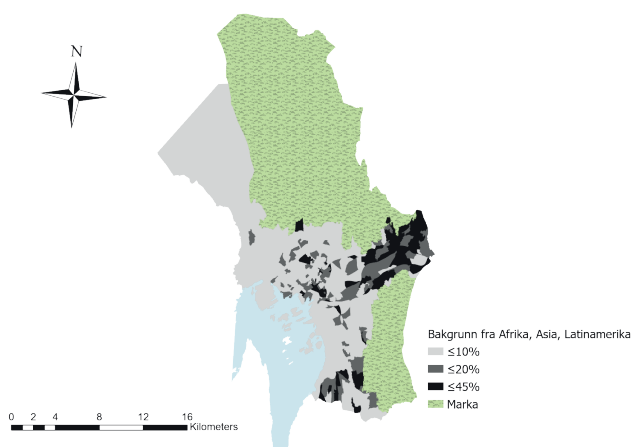 N
Bakgrunn fra Afrika, Asia, Latinamerika
≤10%
≤20%
≤45%
Marka
0 2 4 8 12 16
Kilometers